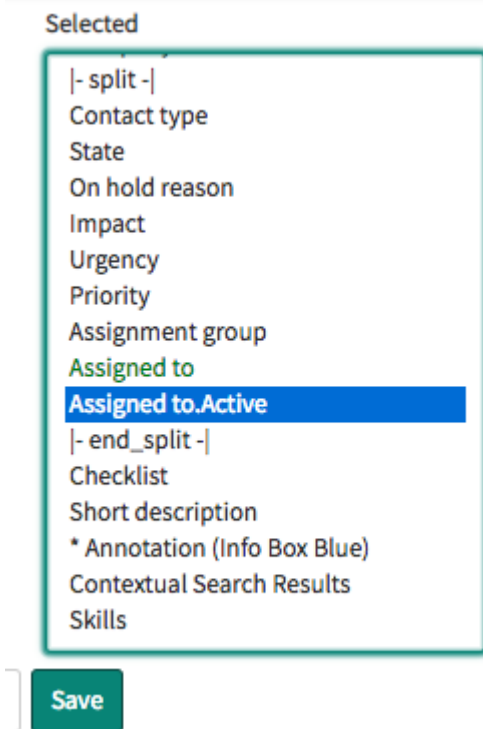 Selected
|- split -|
Contact type
State
On hold reason
Impact
Urgency
Priority
Assignment group
Assigned to
Assigned to.Active
|- end_split -|
Checklist
Short description
* Annotation (Info Box Blue)
Contextual Search Results
Skills
Save